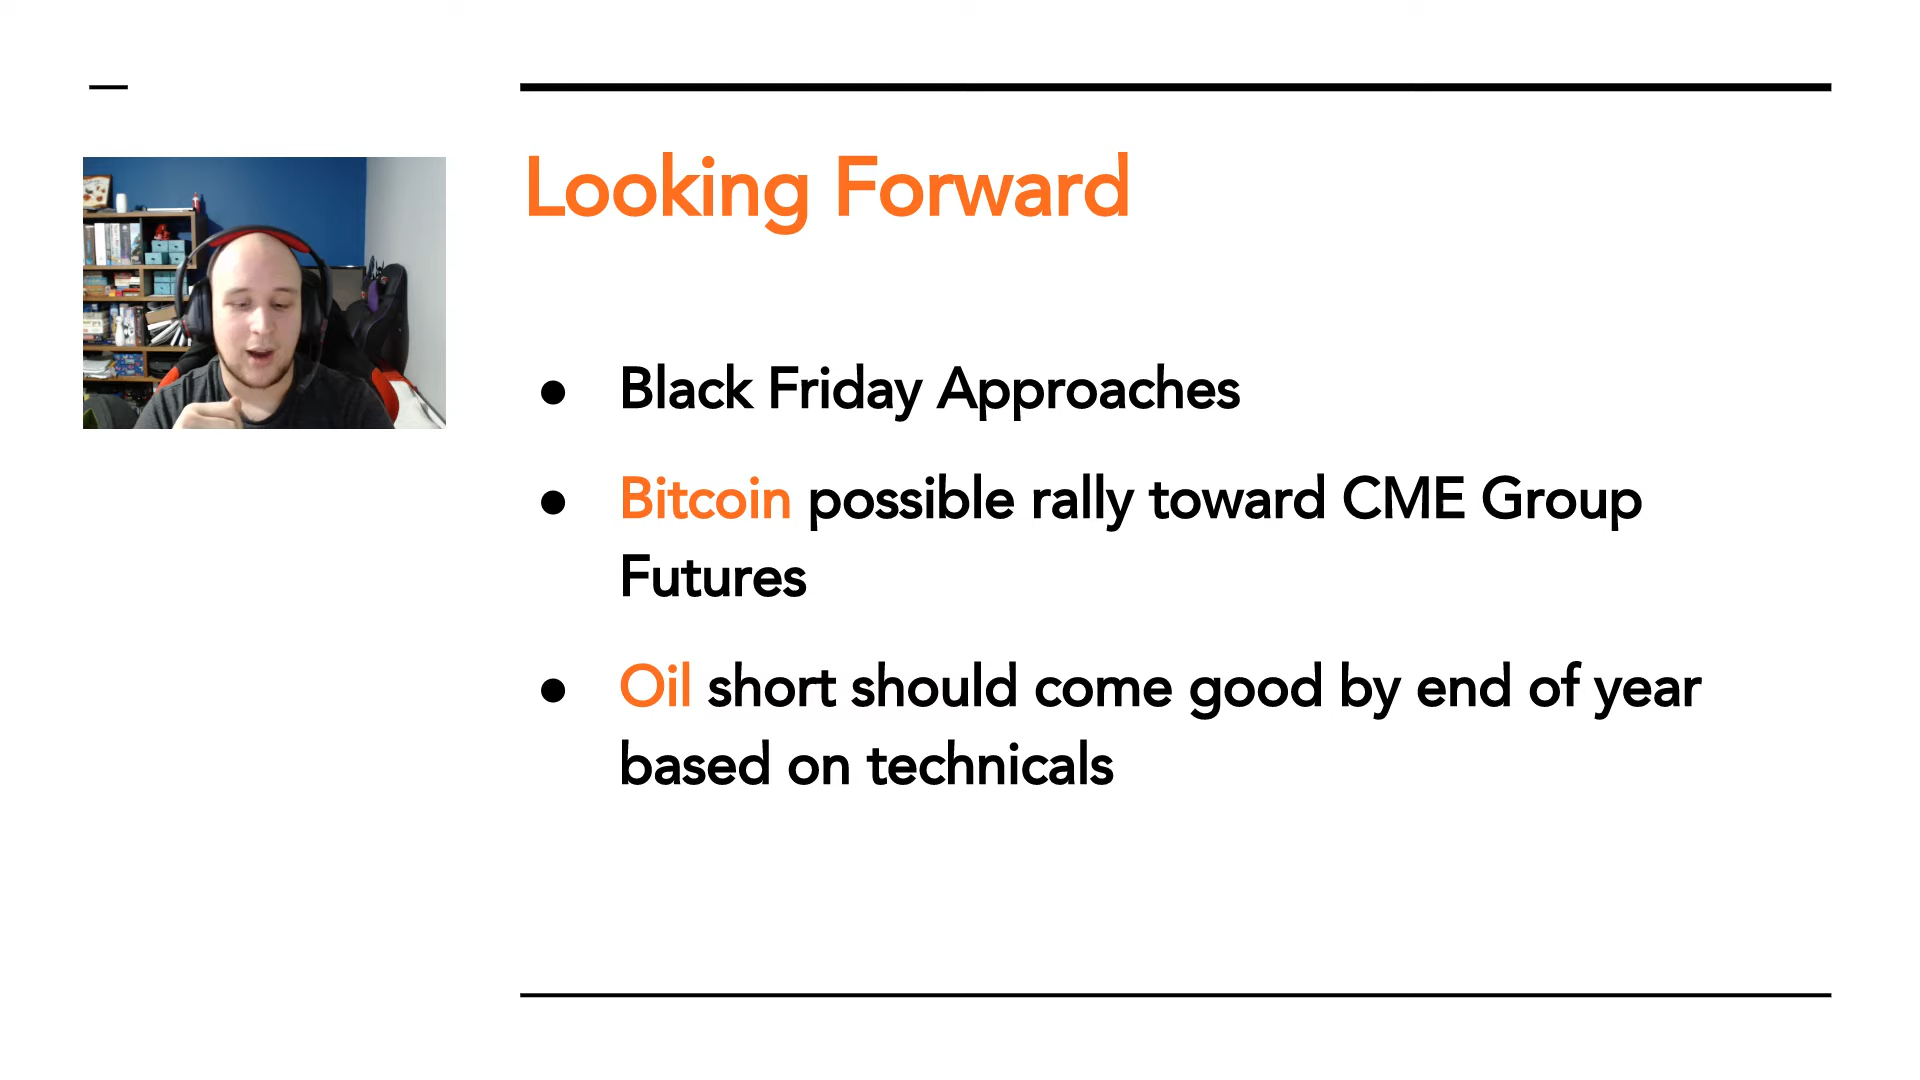 Looking Forward
● Black Friday Approaches
● Bitcoin possible rally toward CME Group
Futures
● Oil short should come good by end of year
based on technicals